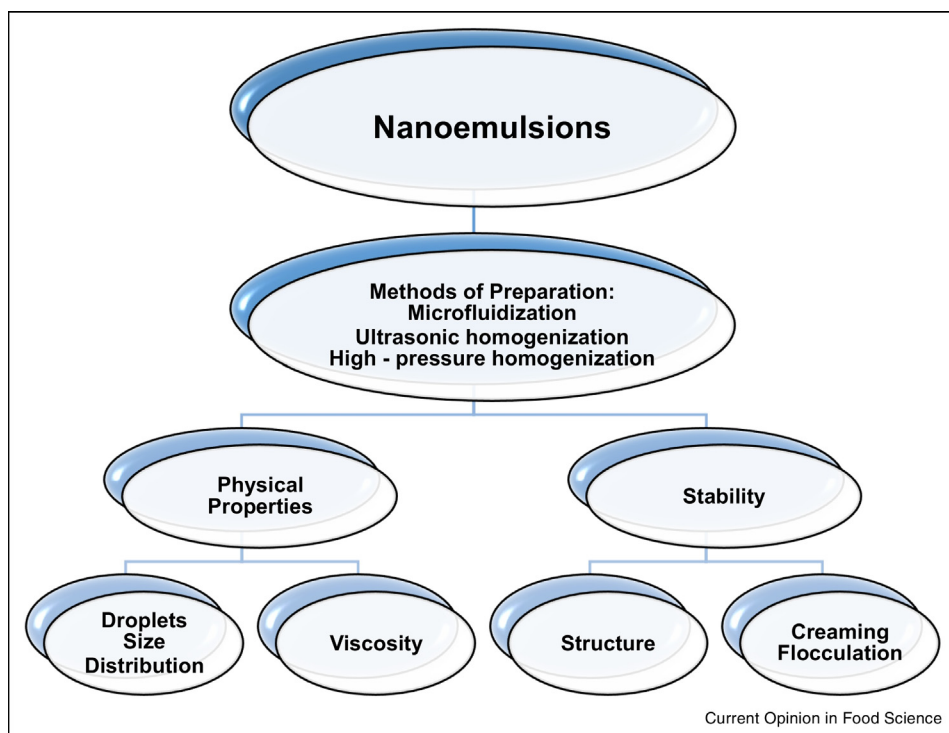 Nanoemulsions
Methods of Preparation:
Microfluidization
Ultrasonic homogenization
High - pressure homogenization
Physical
Properties
Stability
Droplets
Size
Distribution
Viscosity
Structure
Creaming
Flocculation
Current Opinion in Food Science